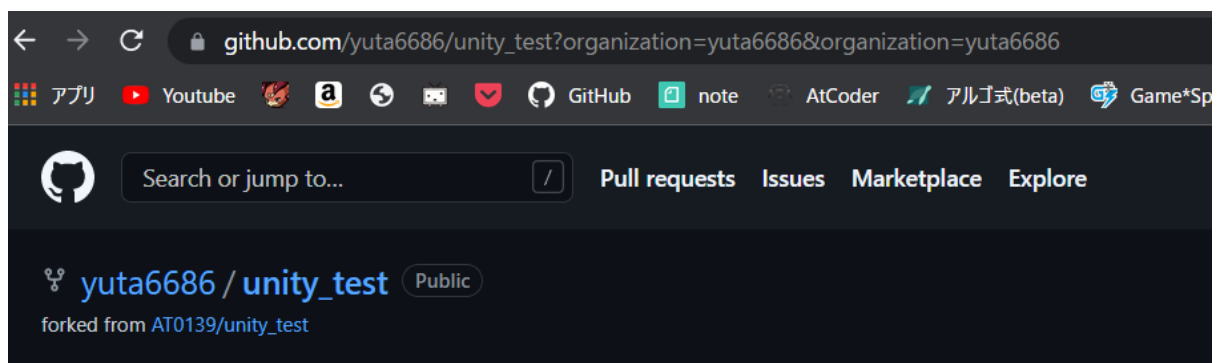 github.com/yuta6686/unity_test?organization=yuta6686&organization=yuta6686
アプリ Youtube GitHub note AtCoder アルゴ式(beta) Game*Sp
Search or jump to... / Pull requests Issues Marketplace Explore
yuta6686 / unity_test Public
forked from AT0139/unity_test